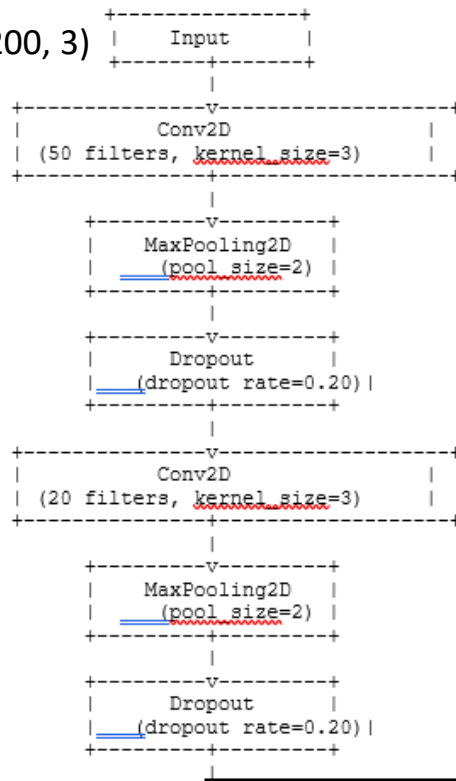 200, 3)
Input
Conv2D
(50 filters, kernel_size=3)
MaxPooling2D
(pool_size=2)
Dropout
(dropout rate=0.20)
Conv2D
(20 filters, kernel_size=3)
MaxPooling2D
(pool_size=2)
Dropout
(dropout rate=0.20)